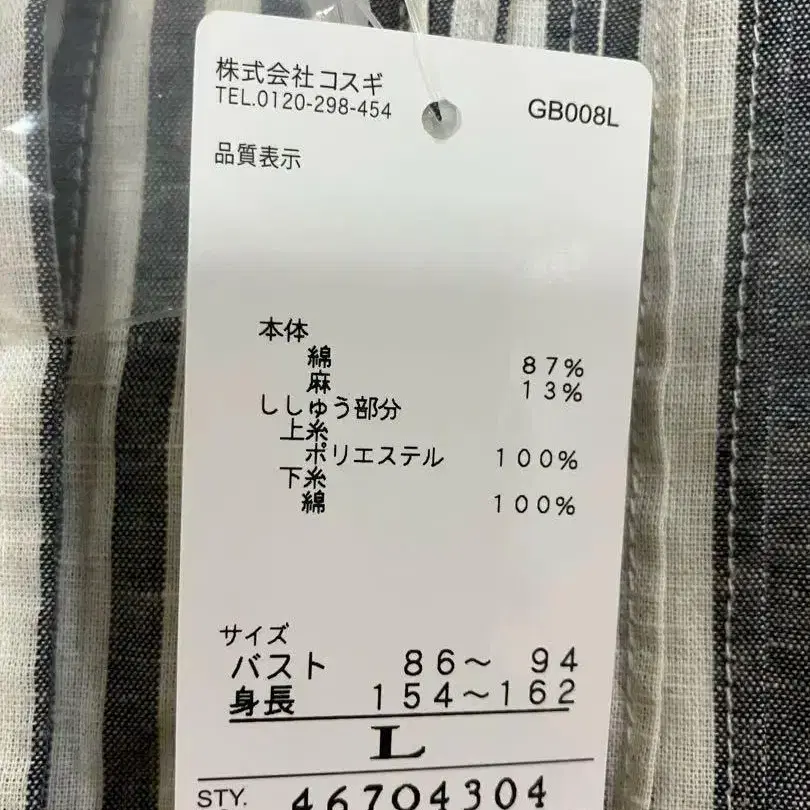 株式会社コスギ
TEL.0120-298-454
GB008L
品質表示
本体
綿 87%
麻 13%
ししゅう部分
上糸
ポリエステル 100%
下糸
綿 100%
サイズ
バスト 86～ 94
身長 154～162
L
STY. 46704304